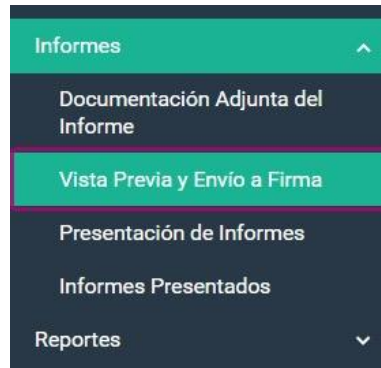 Informes
Documentación Adjunta del
Informe
Vista Previa y Envío a Firma
Presentación de Informes
Informes Presentados
Reportes